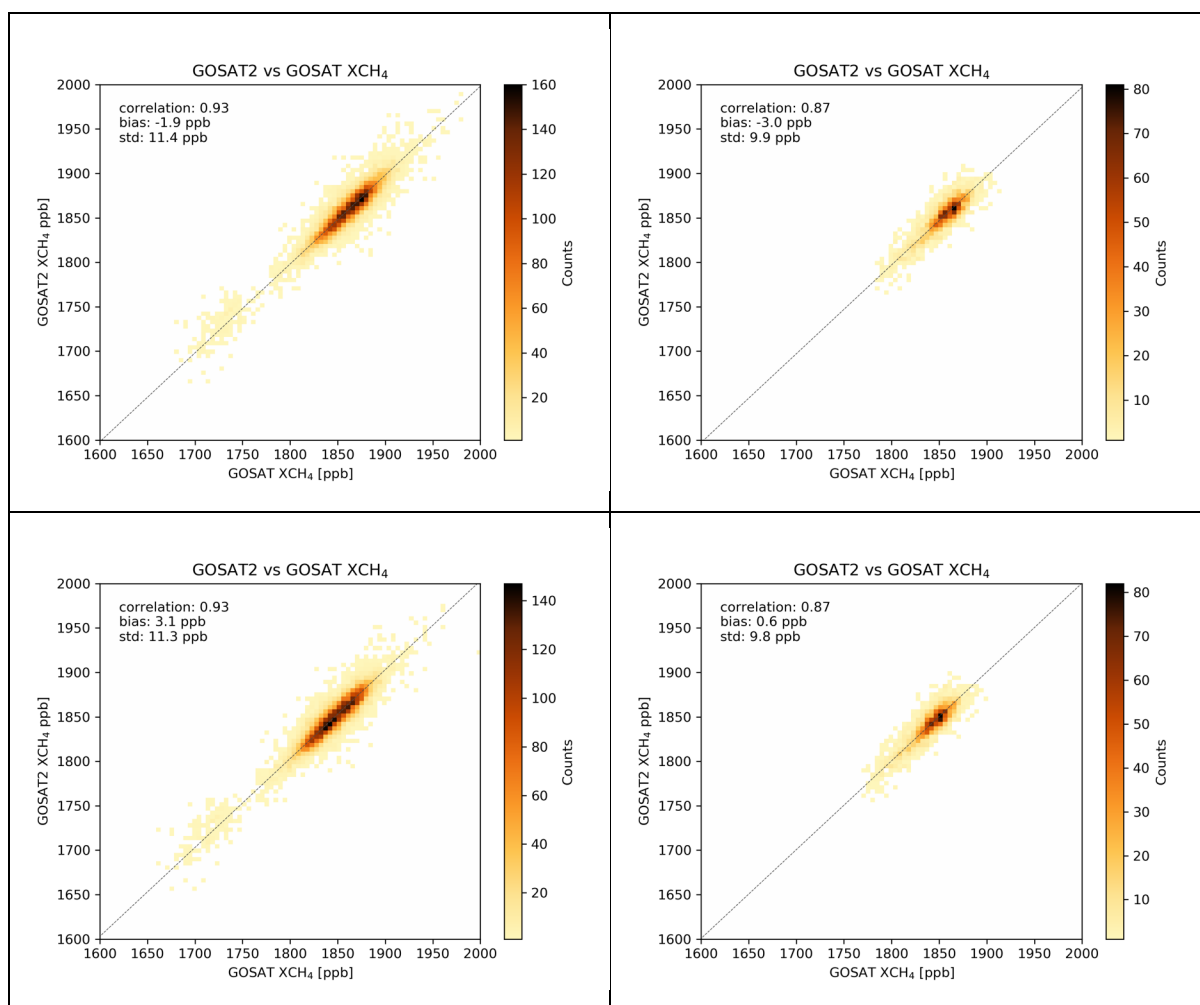 GOSAT2 vs GOSAT XCH₄
correlation: 0.93
bias: -1.9 ppb
std: 11.4 ppb
2000
1950
1900
1850
1800
1750
1700
1650
1600
GOSAT2 XCH₄ ppb]
1600 1650 1700 1750 1800 1850 1900 1950 2000
GOSAT XCH₄ [ppb]
160
140
120
100
80
60
40
20
Counts
GOSAT2 vs GOSAT XCH₄
correlation: 0.87
bias: -3.0 ppb
std: 9.9 ppb
2000
1950
1900
1850
1800
1750
1700
1650
1600
GOSAT2 XCH₄ ppb]
1600 1650 1700 1750 1800 1850 1900 1950 2000
GOSAT XCH₄ [ppb]
80
70
60
50
40
30
20
10
Counts
GOSAT2 vs GOSAT XCH₄
correlation: 0.93
bias: 3.1 ppb
std: 11.3 ppb
2000
1950
1900
1850
1800
1750
1700
1650
1600
GOSAT2 XCH₄ ppb]
1600 1650 1700 1750 1800 1850 1900 1950 2000
GOSAT XCH₄ [ppb]
140
120
100
80
60
40
20
Counts
GOSAT2 vs GOSAT XCH₄
correlation: 0.87
bias: 0.6 ppb
std: 9.8 ppb
2000
1950
1900
1850
1800
1750
1700
1650
1600
GOSAT2 XCH₄ ppb]
1600 1650 1700 1750 1800 1850 1900 1950 2000
GOSAT XCH₄ [ppb]
80
70
60
50
40
30
20
10
Counts